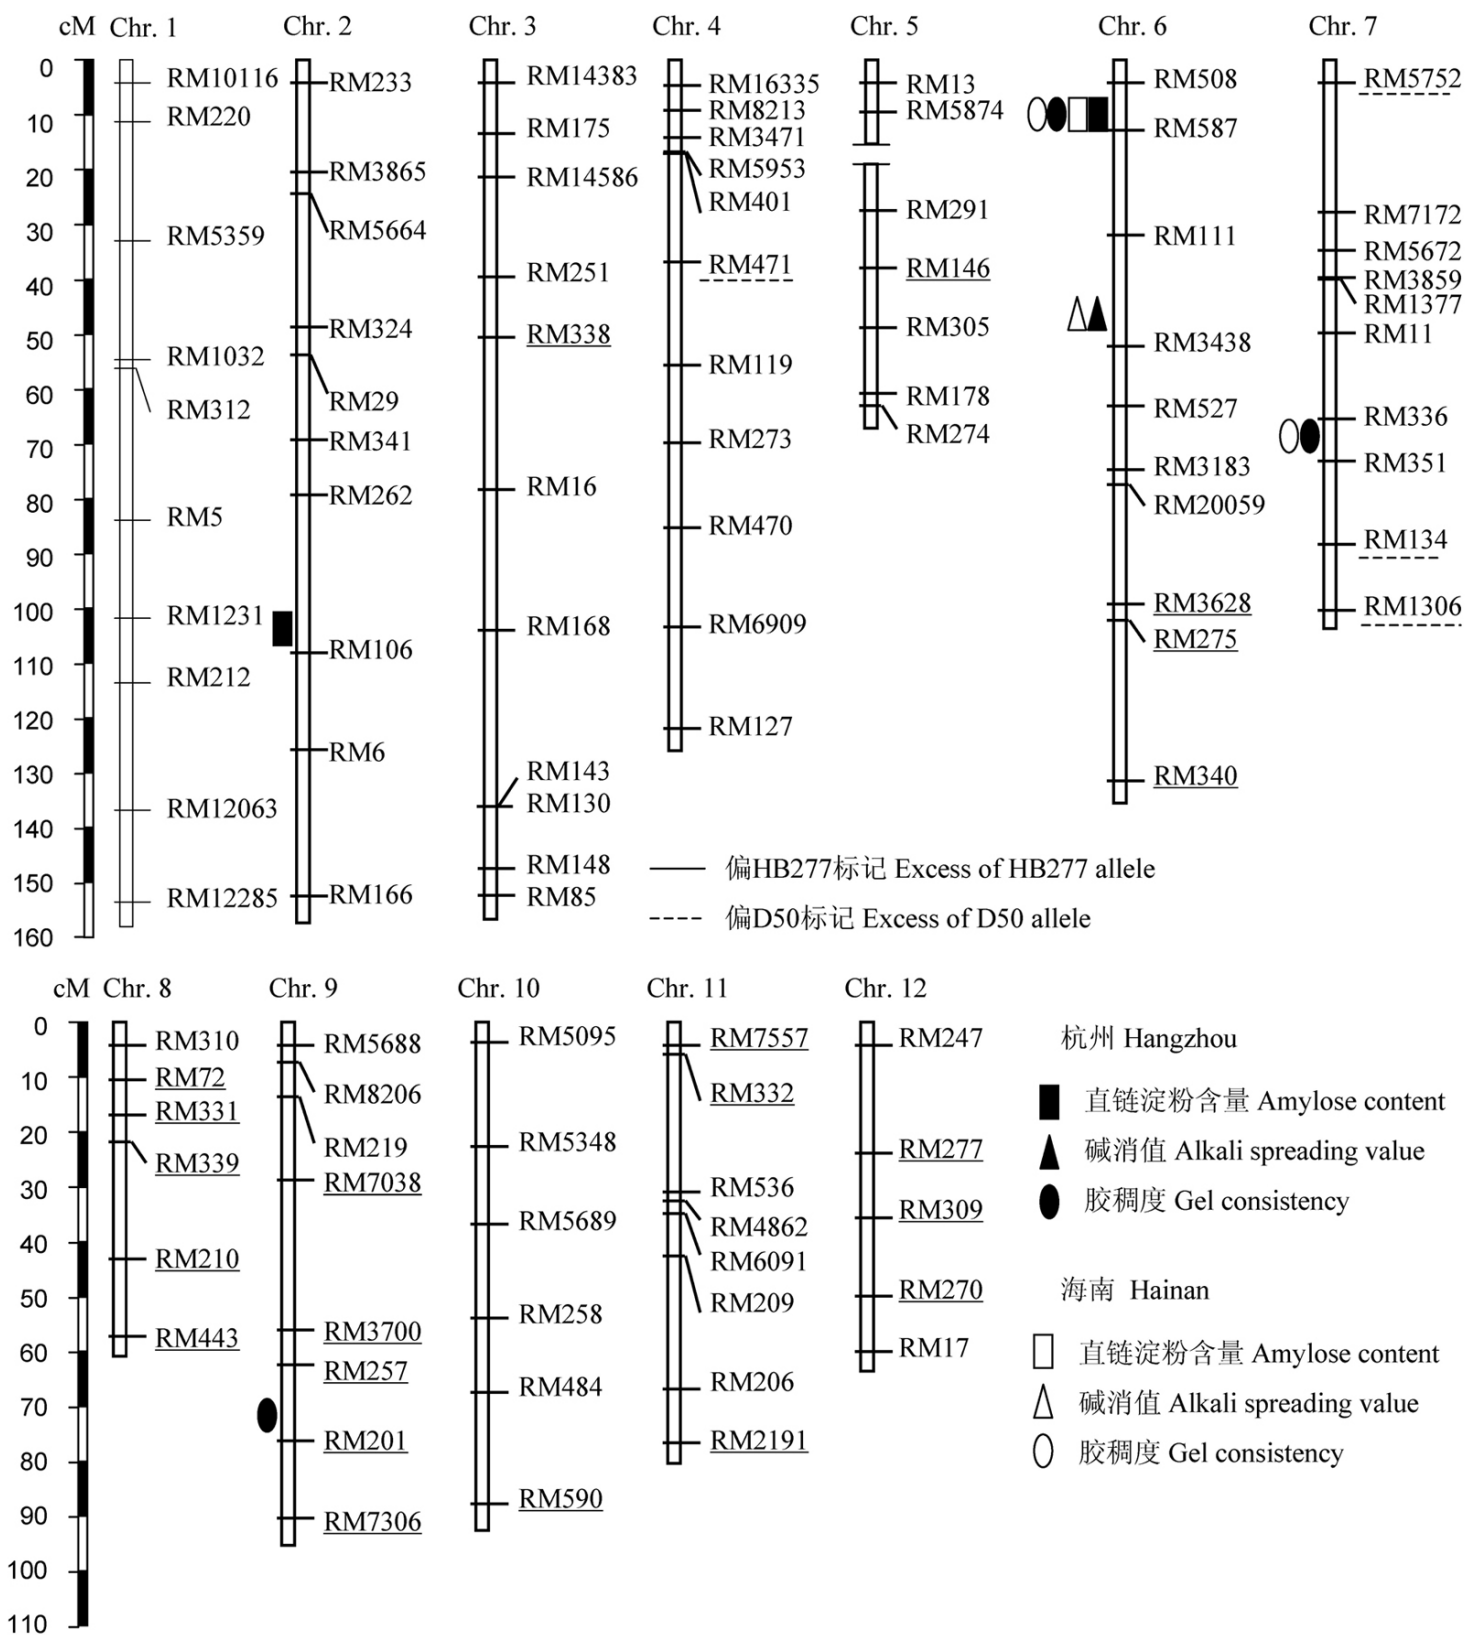 cM Chr. 1 Chr. 2 Chr. 3 Chr. 4 Chr. 5 Chr. 6 Chr. 7
0
10
20
30
40
50
60
70
80
90
100
110
120
130
140
150
160
RM10116
RM220
RM5359
RM1032
RM312
RM5
RM1231
RM212
RM12063
RM12285
RM233
RM3865
RM5664
RM324
RM29
RM341
RM262
RM106
RM6
RM166
RM14383
RM175
RM14586
RM251
RM338
RM16
RM168
RM143
RM130
RM148
RM85
RM16335
RM8213
RM3471
RM5953
RM401
RM471
RM119
RM273
RM470
RM6909
RM127
RM13
RM5874
RM291
RM146
RM305
RM178
RM274
RM508
RM587
RM111
RM3438
RM527
RM3183
RM20059
RM3628
RM275
RM340
RM5752
RM7172
RM5672
RM3859
RM1377
RM11
RM336
RM351
RM134
RM1306
偏HB277标记 Excess of HB277 allele
偏D50标记 Excess of D50 allele
cM Chr. 8 Chr. 9 Chr. 10 Chr. 11 Chr. 12
0
10
20
30
40
50
60
70
80
90
100
110
RM310
RM72
RM331
RM339
RM210
RM443
RM5688
RM8206
RM219
RM7038
RM3700
RM257
RM201
RM7306
RM5095
RM5348
RM5689
RM258
RM484
RM590
RM7557
RM332
RM536
RM4862
RM6091
RM209
RM206
RM2191
RM247
RM277
RM309
RM270
RM17
杭州 Hangzhou
直链淀粉含量 Amylose content
碱消值 Alkali spreading value
胶稠度 Gel consistency
海南 Hainan
直链淀粉含量 Amylose content
碱消值 Alkali spreading value
胶稠度 Gel consistency